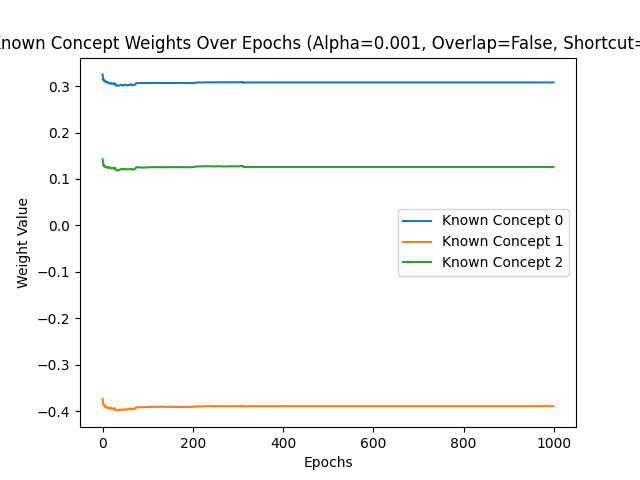 Known Concept Weights Over Epochs (Alpha=0.001, Overlap=False, Shortcut=
0.3
0.2
0.1
0.0
−0.1
−0.2
−0.3
−0.4
Weight Value
Known Concept 0
Known Concept 1
Known Concept 2
0 200 400 600 800 1000
Epochs